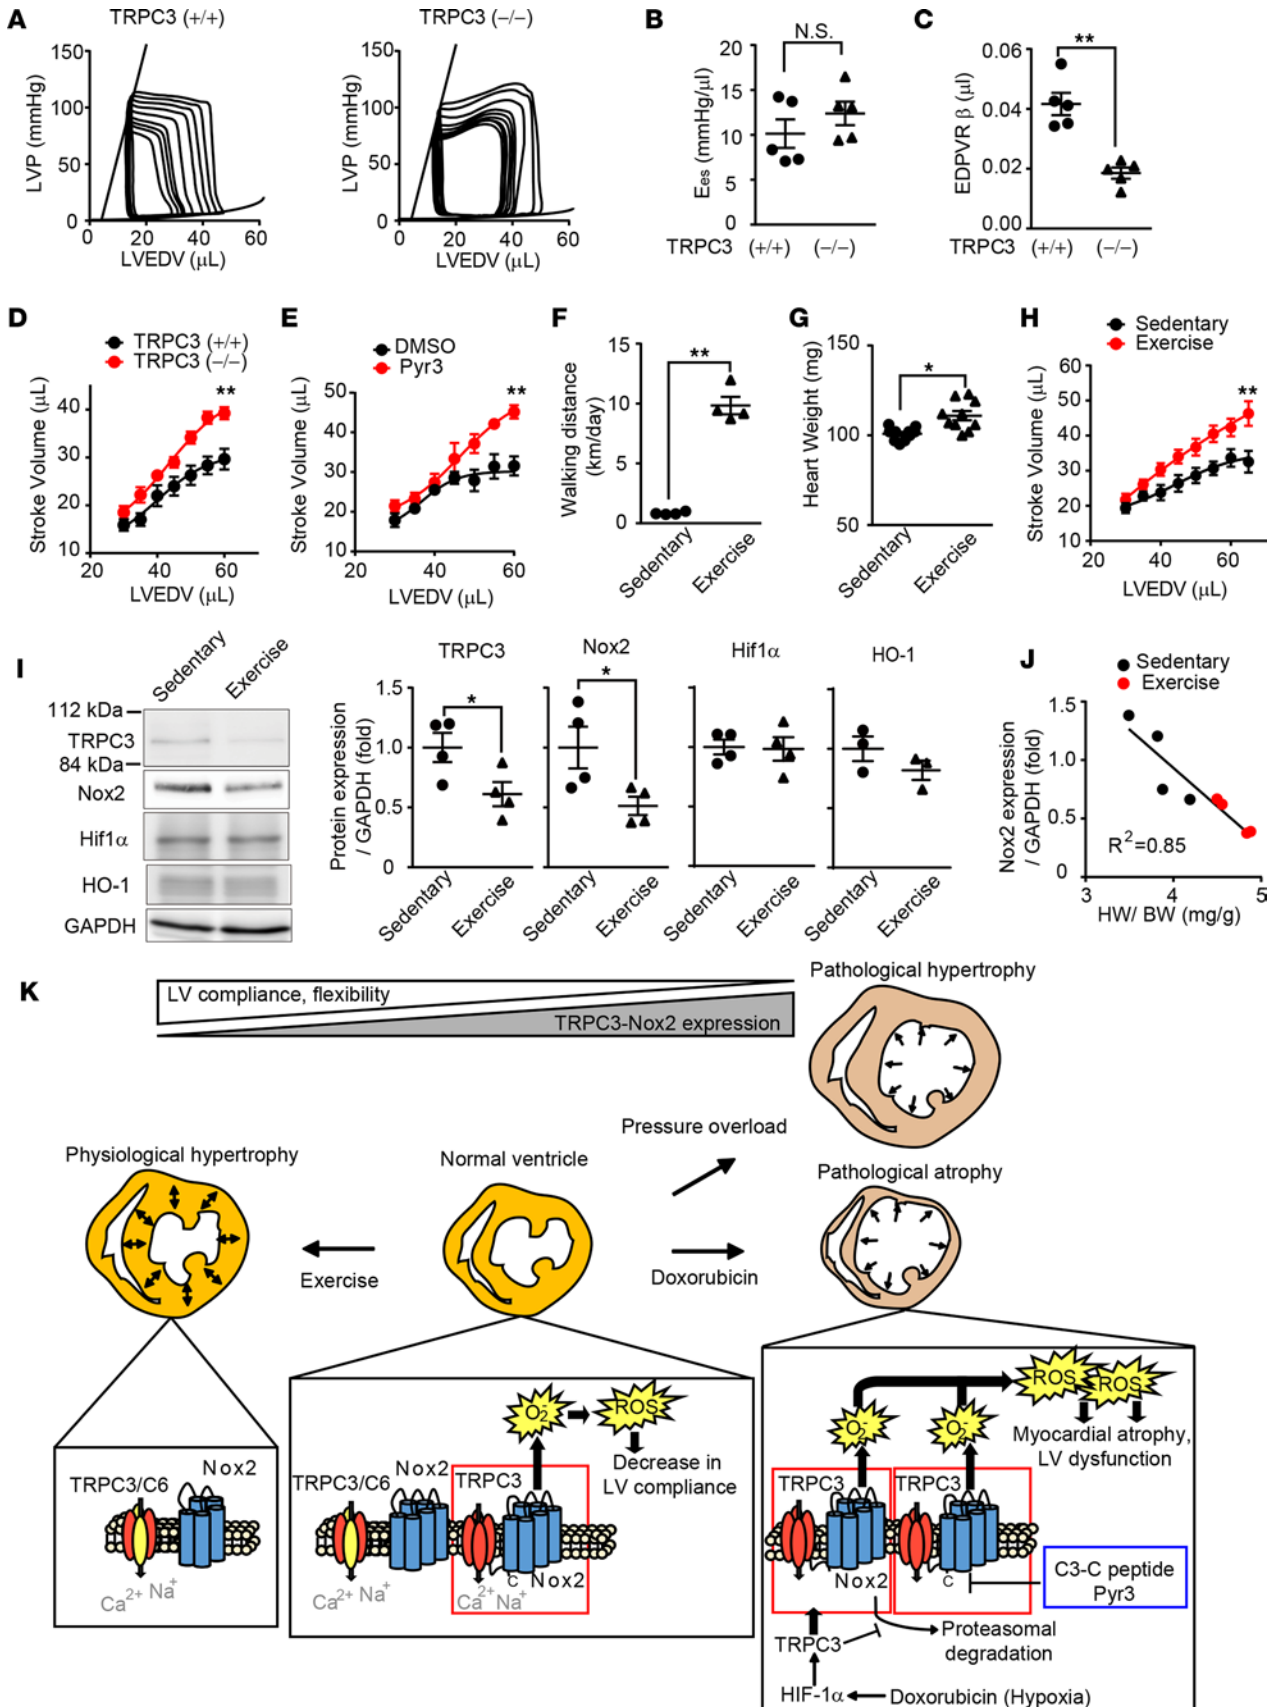 A
TRPC3 (+/+)
TRPC3 (−/−)
LVP (mmHg)
150
100
50
0
0 20 40 60
LVEDV (μL)
LVP (mmHg)
150
100
50
0
0 20 40 60
LVEDV (μL)
B
N.S.
Ees (mmHg/μl)
20
15
10
5
0
TRPC3 (+/+) (−/−)
C
**
EDPVR β (μl)
0.06
0.04
0.02
0.00
TRPC3 (+/+) (−/−)
D
TRPC3 (+/+)
TRPC3 (−/−)
**
Stroke Volume (μL)
40
30
20
10
20 40 60
LVEDV (μL)
E
DMSO
Pyr3
**
Stroke Volume (μL)
50
40
30
20
10
20 40 60
LVEDV (μL)
F
**
Walking distance
(km/day)
15
10
5
0
Sedentary
Exercise
G
*
Heart Weight (mg)
150
100
50
Sedentary
Exercise
H
Sedentary
Exercise
**
Stroke Volume (μL)
60
50
40
30
20
10
20 40 60
LVEDV (μL)
I
Sedentary
Exercise
112 kDa
TRPC3
84 kDa
Nox2
Hif1α
HO-1
GAPDH
TRPC3
Nox2
Hif1α
HO-1
Protein expression
/ GAPDH (fold)
1.5
1.0
0.5
0
*
*
Sedentary
Exercise
Sedentary
Exercise
Sedentary
Exercise
Sedentary
Exercise
J
Sedentary
Exercise
Nox2 expression
/ GAPDH (fold)
1.5
1.0
0.5
0
R²=0.85
3 4 5
HW/ BW (mg/g)
K
LV compliance, flexibility
TRPC3-Nox2 expression
Pathological hypertrophy
Pressure overload
Physiological hypertrophy
Normal ventricle
Pathological atrophy
Exercise
Doxorubicin
TRPC3/C6
Nox2
Ca²⁺ Na⁺
TRPC3/C6
Nox2
TRPC3
O₂⁻
ROS
Decrease in
LV compliance
C
Nox2
Ca²⁺ Na⁺
Ca²⁺ Na⁺
ROS
ROS
O₂⁻
O₂⁻
Myocardial atrophy,
LV dysfunction
TRPC3
TRPC3
Nox2
C
C3-C peptide
Pyr3
TRPC3
Proteasomal
degradation
HIF-1α
Doxorubicin (Hypoxia)